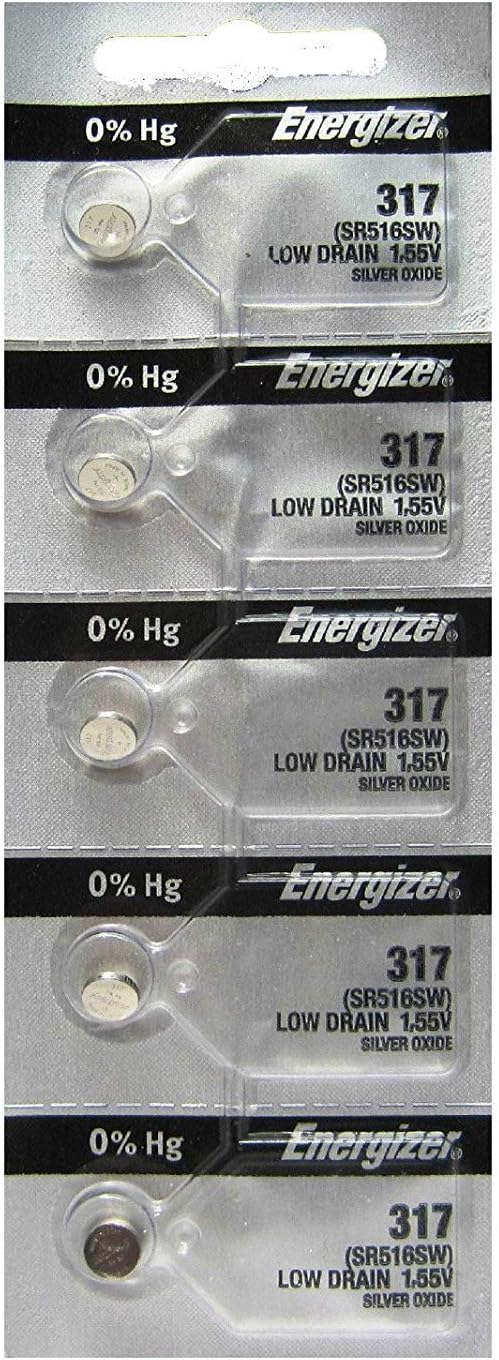 0% Hg Energizer
317
(SR516SW)
LOW DRAIN 1.55V
SILVER OXIDE
0% Hg Energizer
317
(SR516SW)
LOW DRAIN 1.55V
SILVER OXIDE
0% Hg Energizer
317
(SR516SW)
LOW DRAIN 1.55V
SILVER OXIDE
0% Hg Energizer
317
(SR516SW)
LOW DRAIN 1.55V
SILVER OXIDE
0% Hg Energizer
317
(SR516SW)
LOW DRAIN 1.55V
SILVER OXIDE